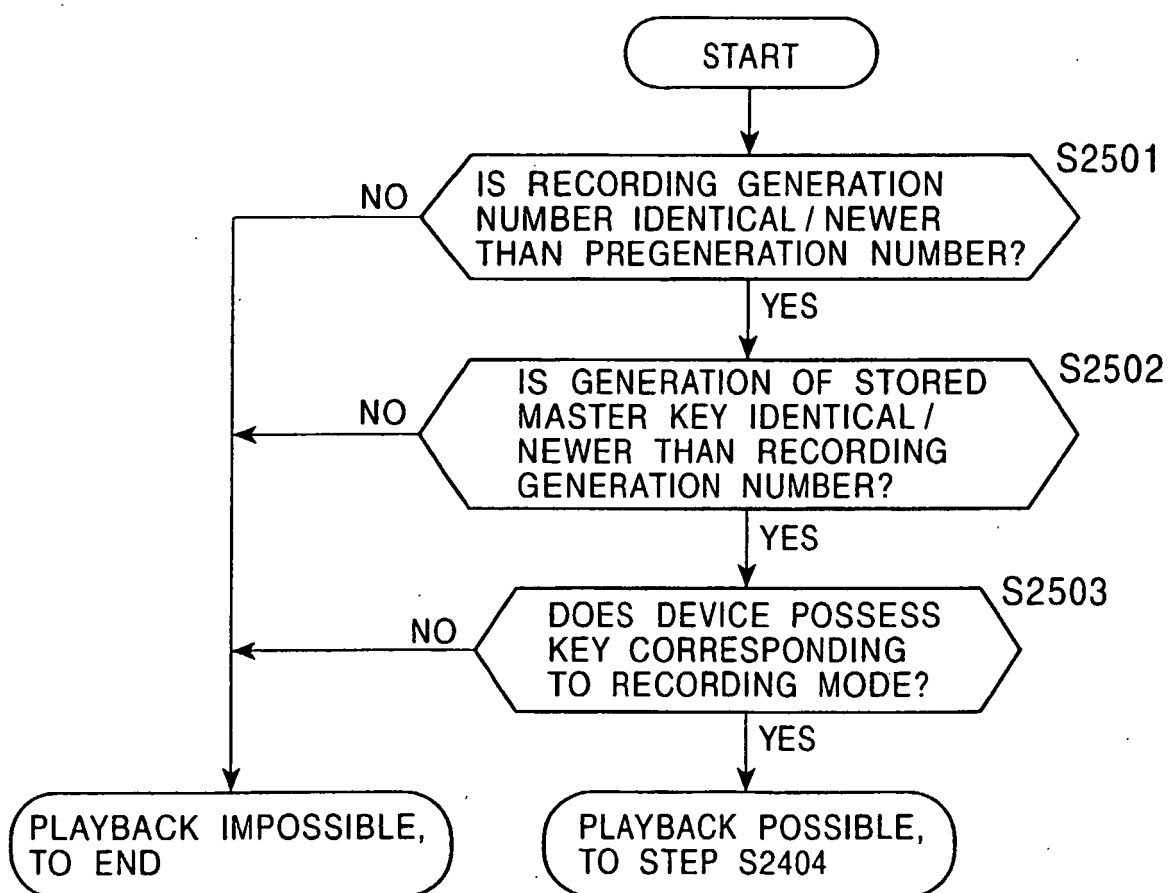 START
S2501
IS RECORDING GENERATION
NUMBER IDENTICAL / NEWER
THAN PREGENERATION NUMBER?
NO
YES
S2502
IS GENERATION OF STORED
MASTER KEY IDENTICAL /
NEWER THAN RECORDING
GENERATION NUMBER?
NO
YES
S2503
DOES DEVICE POSSESS
KEY CORRESPONDING
TO RECORDING MODE?
NO
YES
PLAYBACK IMPOSSIBLE,
TO END
PLAYBACK POSSIBLE,
TO STEP S2404